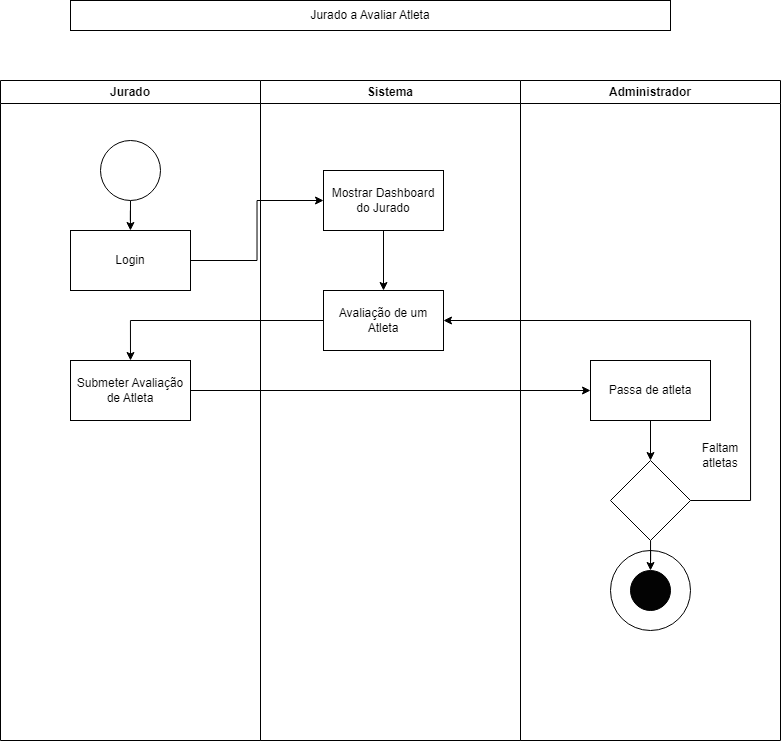 Jurado a Avaliar Atleta
Jurado
Sistema
Administrador
Mostrar Dashboard
do Jurado
Login
Avaliação de um
Atleta
Submeter Avaliação
de Atleta
Passa de atleta
Faltam
atletas